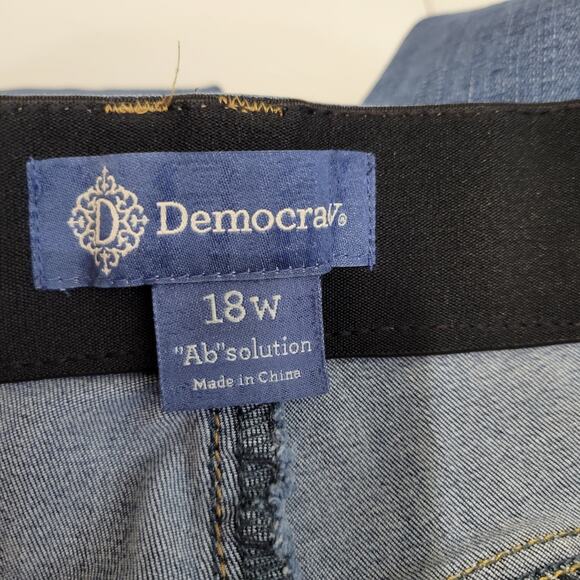 D
Democracy®
18W
"Ab"solution
Made in China